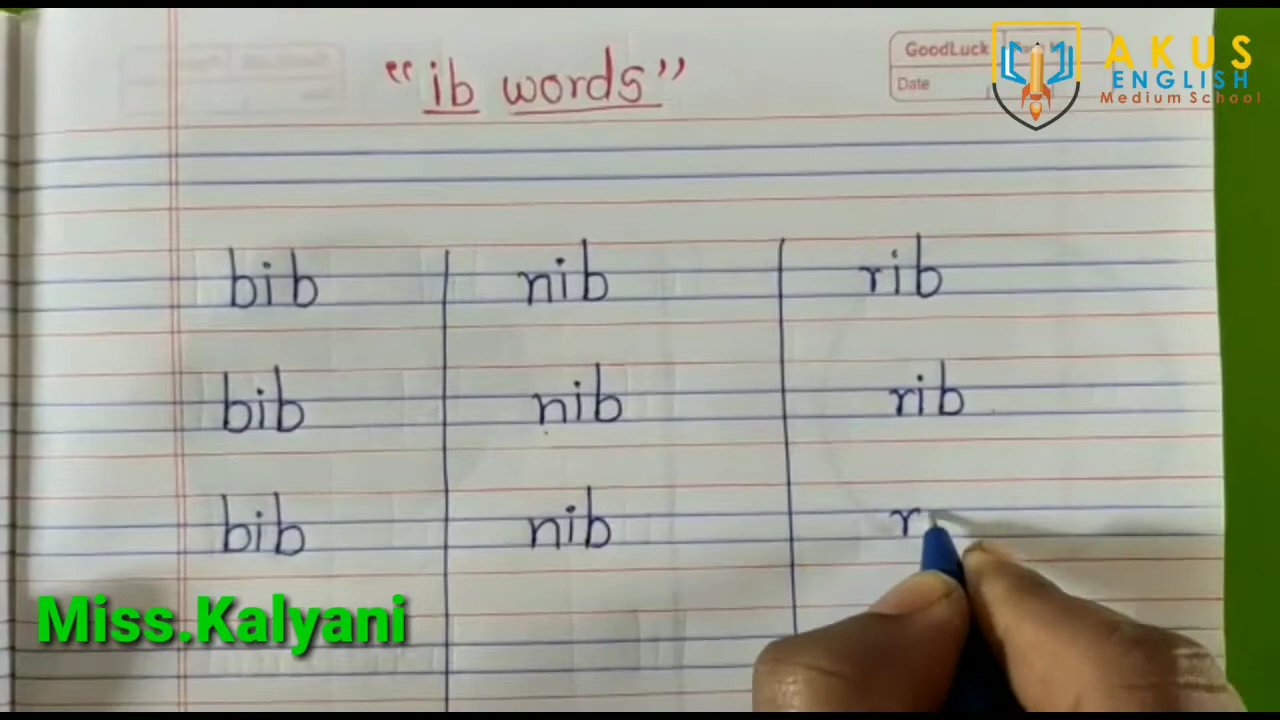 "ib words"
GoodLuck
Date
AKUS
ENGLISH
Medium School
bib nib rib
bib nib rib
bib nib r
Miss.Kalyani